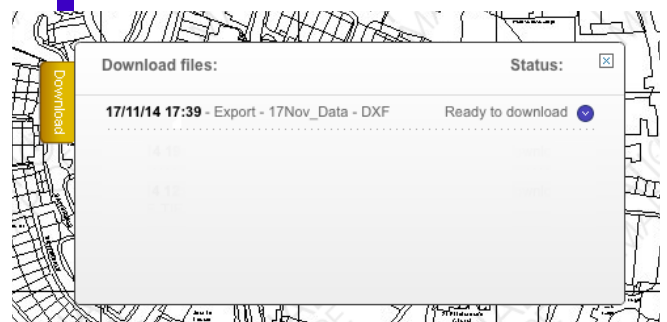 Download files:
Status:
Download
17/11/14 17:39 - Export - 17Nov_Data - DXF
Ready to download